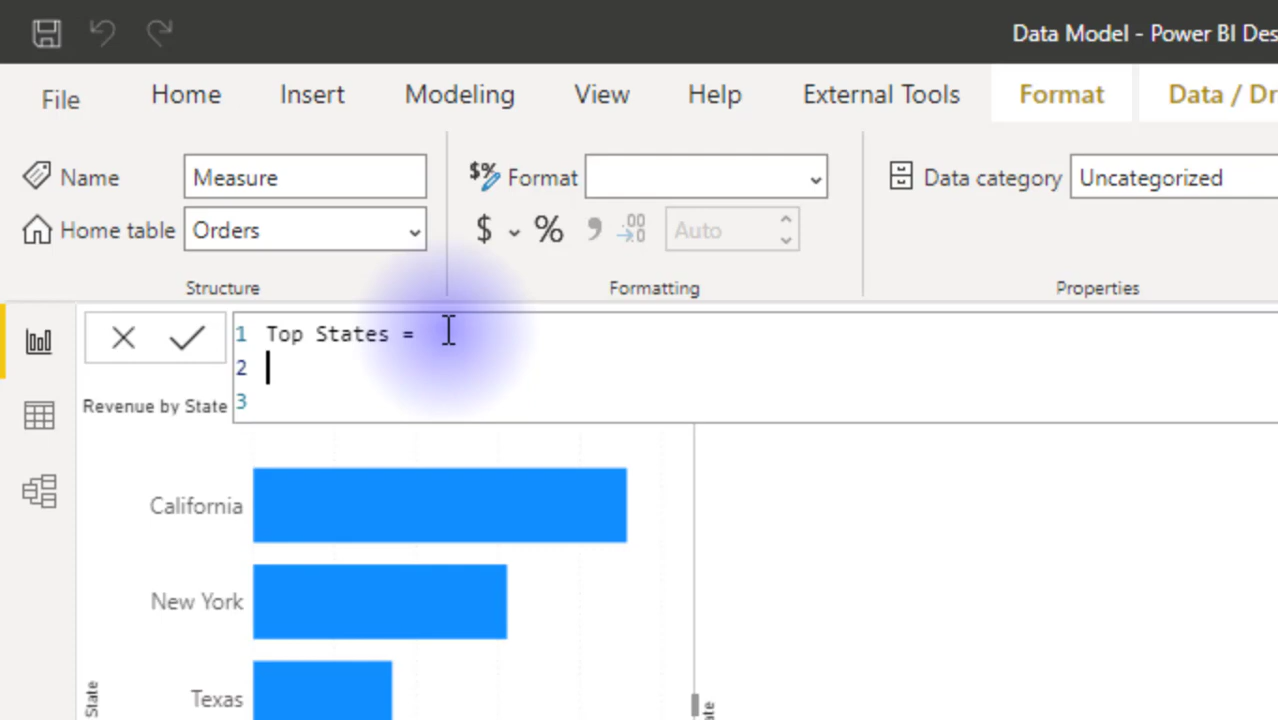 Data Model - Power BI Des
File Home Insert Modeling View Help External Tools Format Data / Dr
Name Measure $% Format Data category Uncategorized
Home table Orders $ % , .00 →.0 Auto
Structure Formatting Properties
1 Top States =
2
3
Revenue by State
California
New York
Texas
State